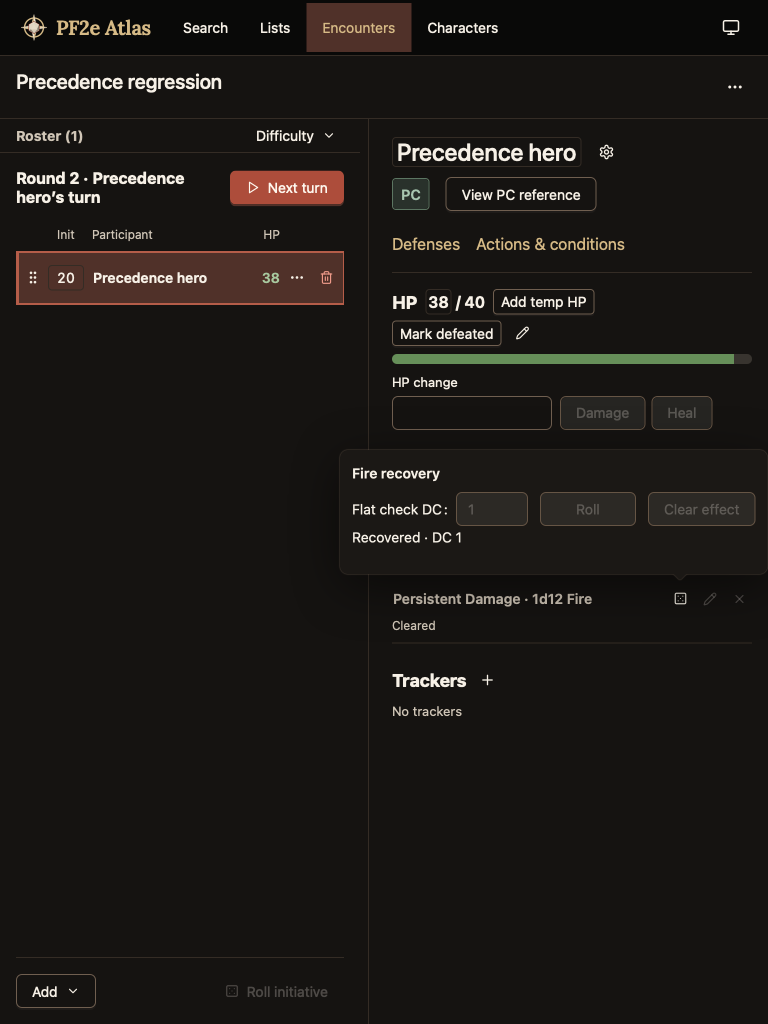 PF2e Atlas Search Lists Encounters Characters
Precedence regression
Roster (1) Difficulty
Round 2 · Precedence
hero’s turn
Next turn
Init Participant HP
20 Precedence hero 38
Add
Roll initiative
Precedence hero
PC View PC reference
Defenses Actions & conditions
HP 38 / 40 Add temp HP
Mark defeated
HP change
Damage Heal
Fire recovery
Flat check DC: 1 Roll Clear effect
Recovered · DC 1
Persistent Damage · 1d12 Fire
Cleared
Trackers
No trackers